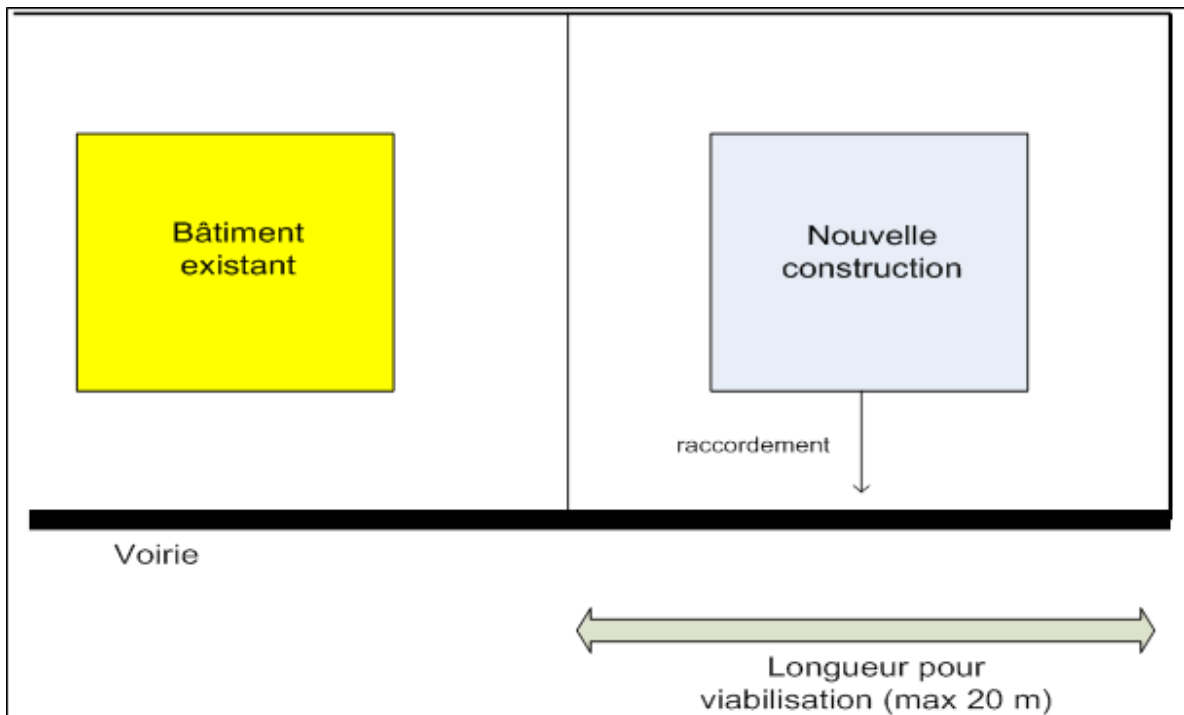 Bâtiment
existant
Nouvelle
construction
raccordement
Voirie
Longueur pour
viabilisation (max 20 m)